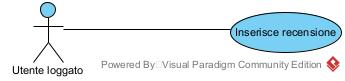 Inserisce recensione
Utente loggato
Powered By Visual Paradigm Community Edition